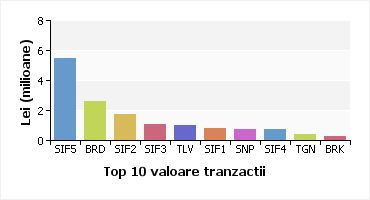 Lei (milioane)
8
6
4
2
0
SIF5 BRD SIF2 SIF3 TLV SIF1 SNP SIF4 TGN BRK
Top 10 valoare tranzactii